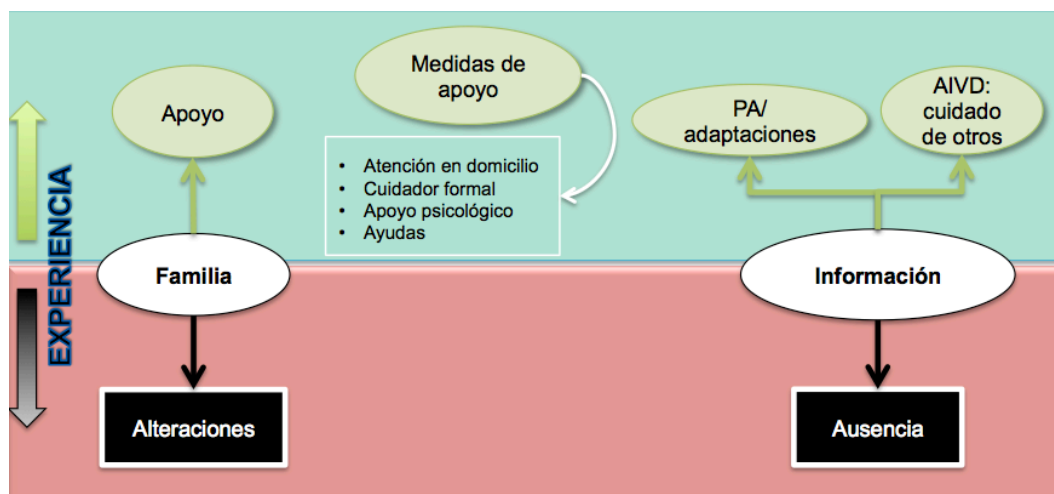 EXPERIENCIA
Apoyo
Medidas de
apoyo
• Atención en domicilio
• Cuidador formal
• Apoyo psicológico
• Ayudas
PA/
adaptaciones
AIVD:
cuidado
de otros
Familia
Información
Alteraciones
Ausencia